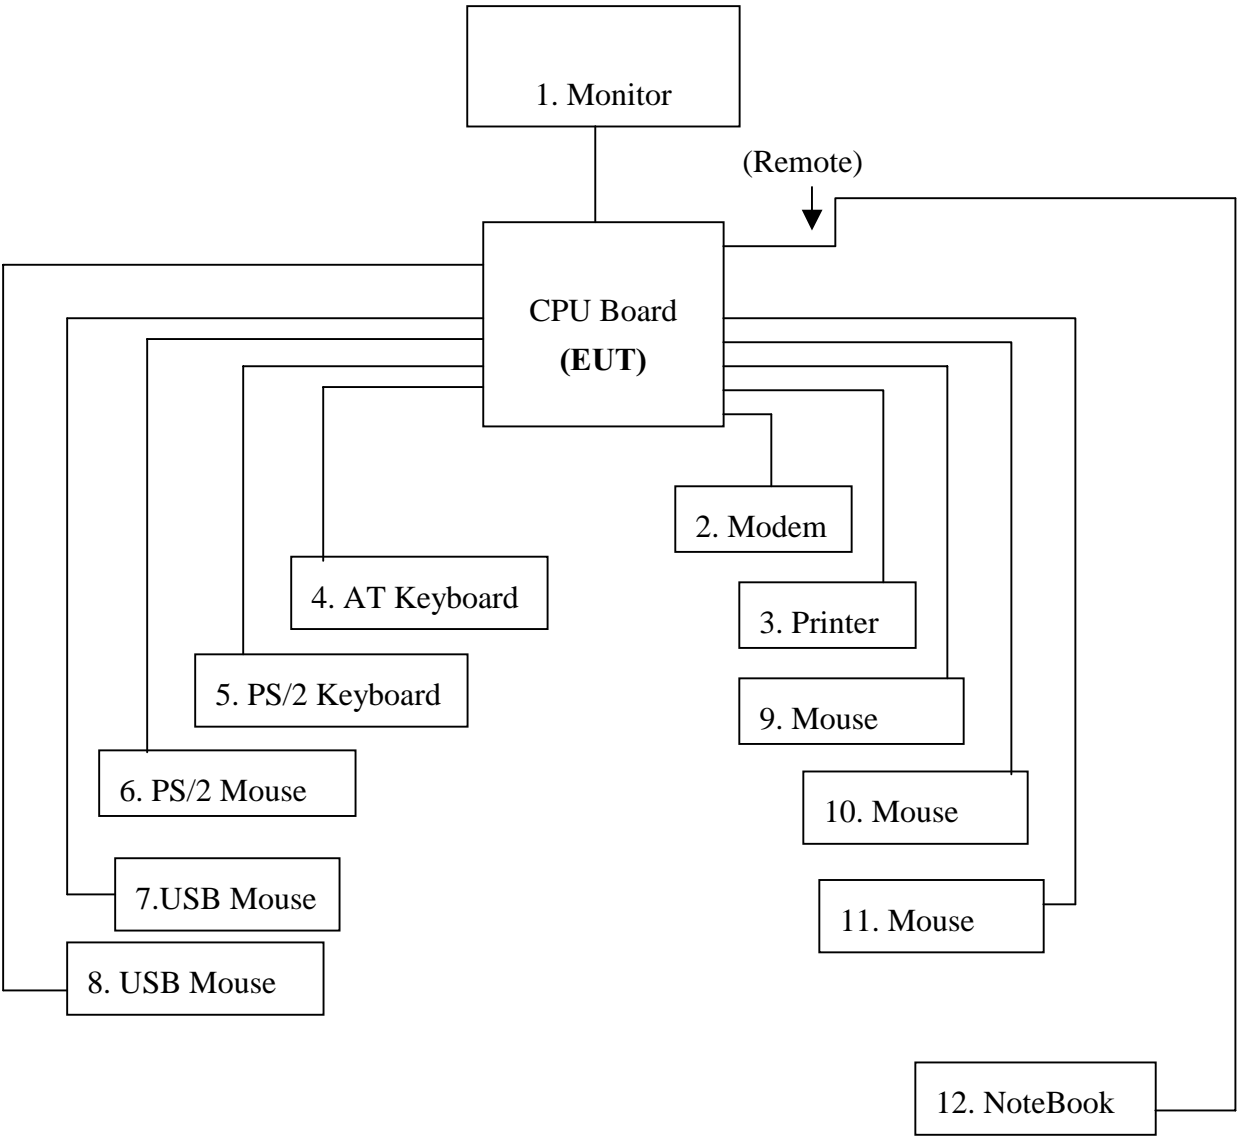 1. Monitor
(Remote)
CPU Board
(EUT)
2. Modem
4. AT Keyboard
3. Printer
5. PS/2 Keyboard
9. Mouse
6. PS/2 Mouse
10. Mouse
7.USB Mouse
11. Mouse
8. USB Mouse
12. NoteBook